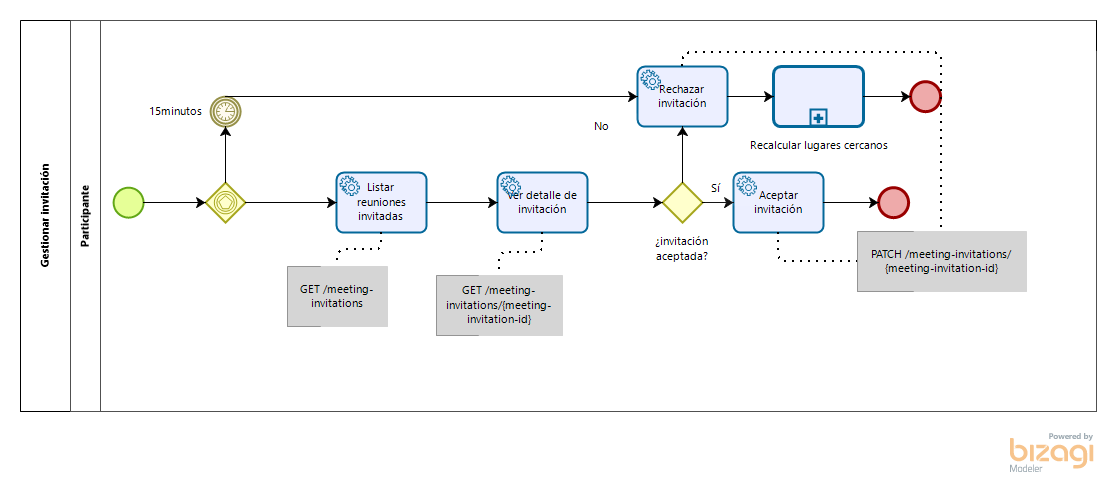 Gestionar invitación
Participante
15minutos
Rechazar
invitación
No
Recalcular lugares cercanos
Listar
reuniones
invitadas
Ver detalle de
invitación
Sí
Aceptar
invitación
¿invitación
aceptada?
PATCH /meeting-invitations/
{meeting-invitation-id}
GET /meeting-
invitations
GET /meeting-
invitations/{meeting-
invitation-id}
Powered by
bizagi
Modeler